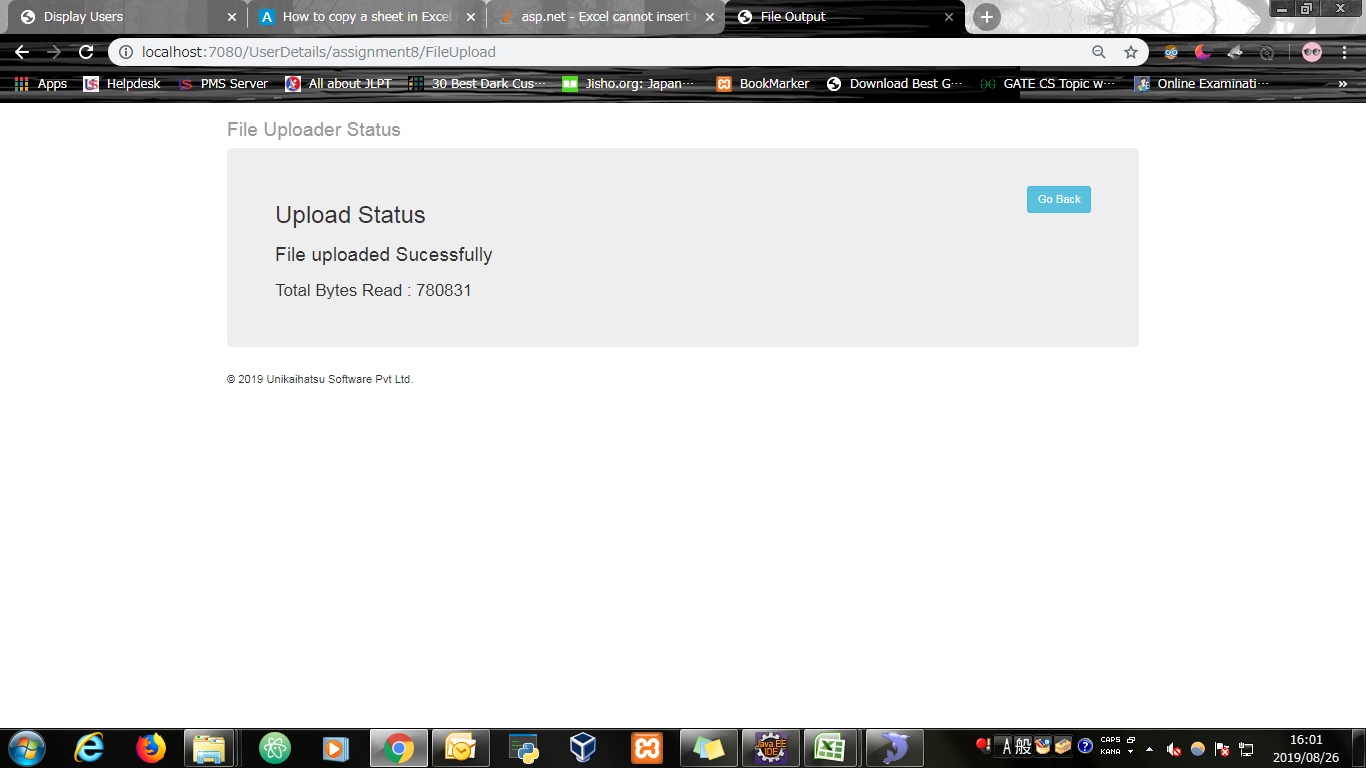 Display Users
How to copy a sheet in Excel
asp.net - Excel cannot insert
File Output
localhost:7080/UserDetails/assignment8/FileUpload
Apps
Helpdesk
PMS Server
All about JLPT
30 Best Dark Cus···
Jisho.org: Japan···
BookMarker
Download Best G···
GATE CS Topic w···
Online Examinati···
»
File Uploader Status
Go Back
Upload Status
File uploaded Sucessfully
Total Bytes Read : 780831
© 2019 Unikaihatsu Software Pvt Ltd.
Java EE
IDE
A 般
CAPS
KANA
16:01
2019/08/26